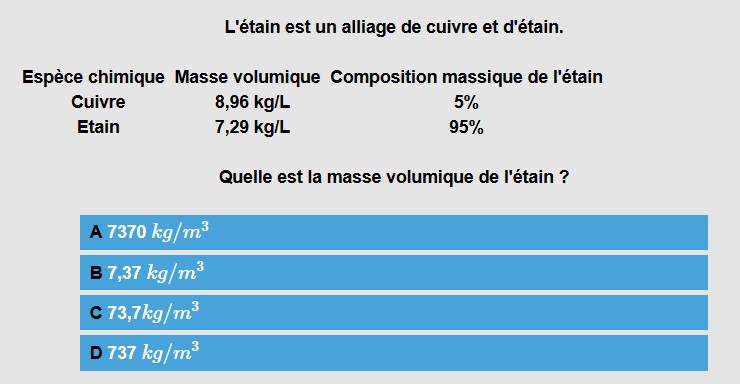 L'étain est un alliage de cuivre et d'étain.
Espèce chimique Masse volumique Composition massique de l'étain
Cuivre 8,96 kg/L 5%
Etain 7,29 kg/L 95%
Quelle est la masse volumique de l'étain ?
A 7370 kg/m³
B 7,37 kg/m³
C 73,7kg/m³
D 737 kg/m³